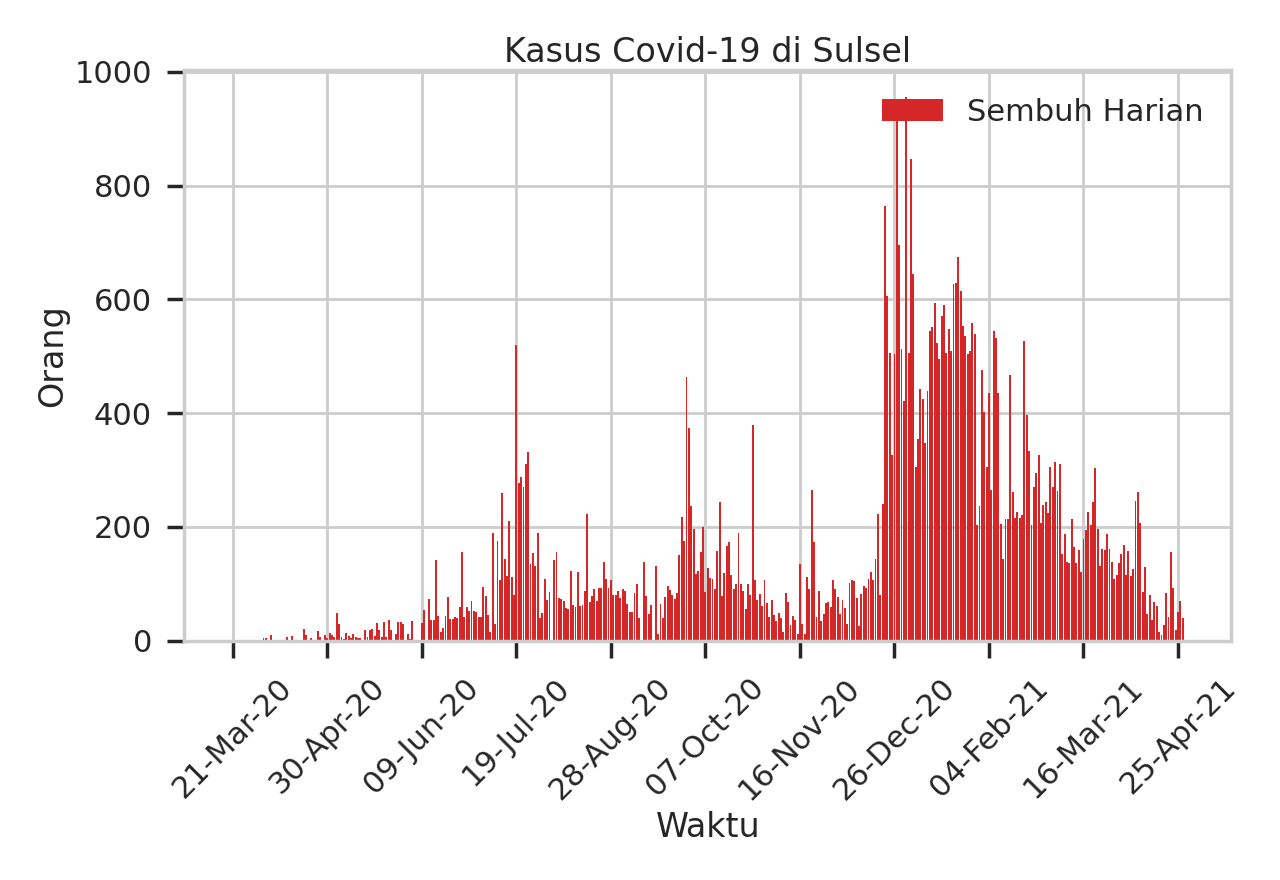 Kasus Covid-19 di Sulsel
Sembuh Harian
Orang
1000
800
600
400
200
0
21-Mar-20
30-Apr-20
09-Jun-20
19-Jul-20
28-Aug-20
07-Oct-20
16-Nov-20
26-Dec-20
04-Feb-21
16-Mar-21
25-Apr-21
Waktu